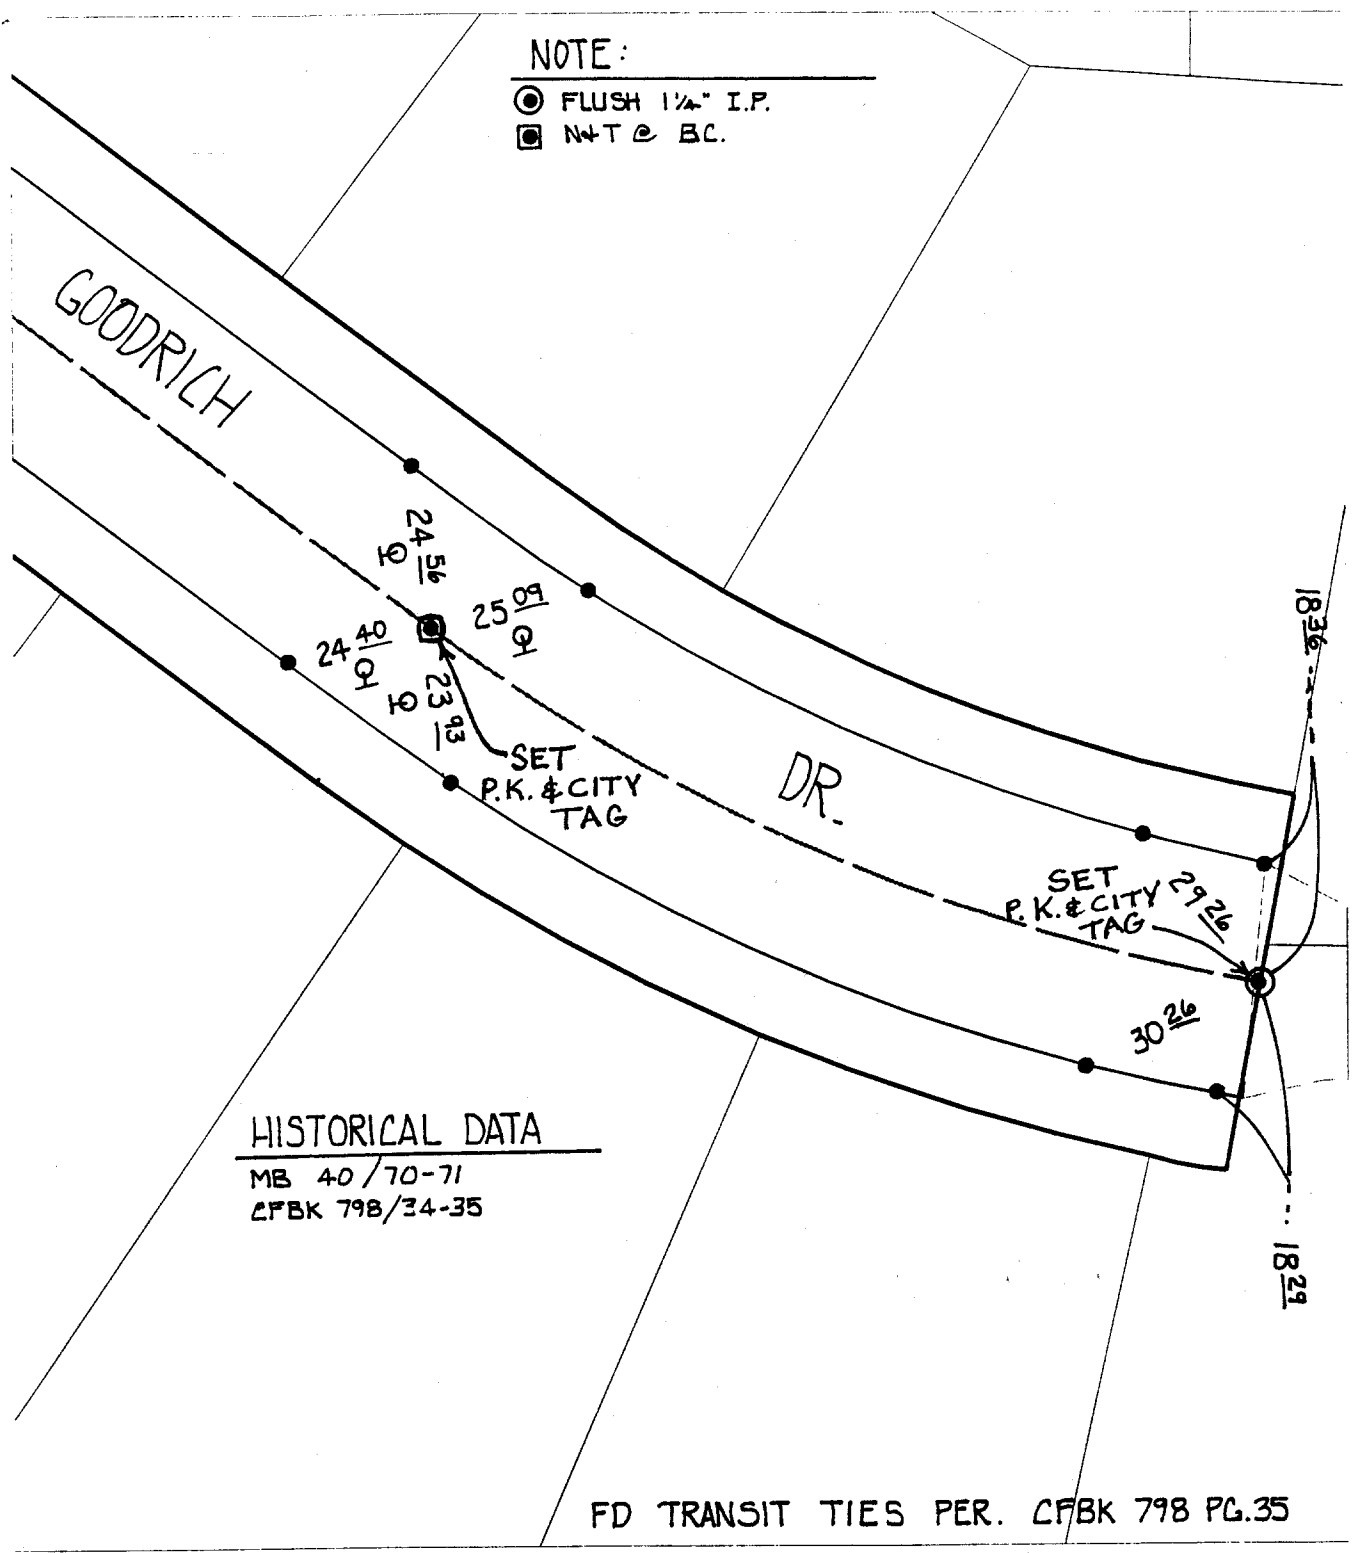 NOTE:
FLUSH 1¼" I.P.
N&T @ BC.
GOODRICH
24 56
25 09
24 40
23 93
SET
P.K. & CITY
TAG
DR.
18 36
SET
P.K. & CITY
TAG
29 26
30 26
18 29
HISTORICAL DATA
MB 40/70-71
CFBK 798/34-35
FD TRANSIT TIES PER. CFBK 798 PG.35